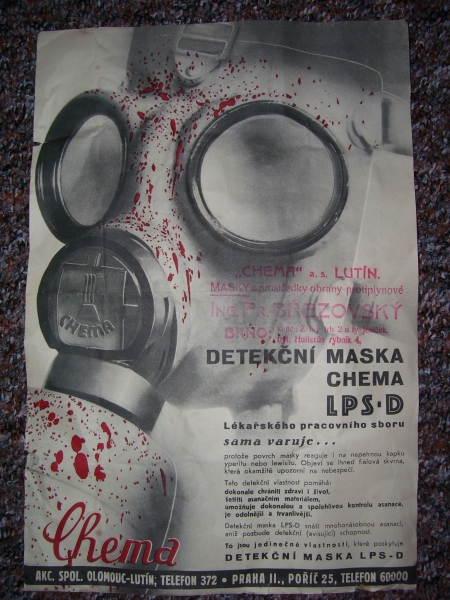 CHEMA
„CHEMA" a. s. LUTÍN.
MASKY a prostředky obrany protiplynové
Ing. Fr. BŘEZOVSKÝ
BRNO,
rybník 4.
DETEKČNÍ MASKA
CHEMA
LPS-D
Lékařského pracovního sboru
sama varuje...
protože povrch masky reaguje i na nepatrnou kapku
yperitu nebo lewisitu. Objeví se ihned fialová skvrna,
která okamžitě upozorní na nebezpečí.
Tato detekční vlastnost pomáhá:
dokonale chrániti zdraví i život,
šetřiti asanačním materiálem,
umožňuje dokonalou a spolehlivou kontrolu asanace,
je odolnější a trvanlivější.
Detekční maska LPS-D snáší mnohonásobnou asanaci,
aniž pozbude detekční (avisující) schopnost.
To jsou jedinečné vlastnosti, které poskytuje
DETEKČNÍ MASKA LPS-D
Chema
AKC. SPOL. OLOMOUC-LUTÍN; TELEFON 372 • PRAHA II., POŘÍČ 25, TELEFON 60000